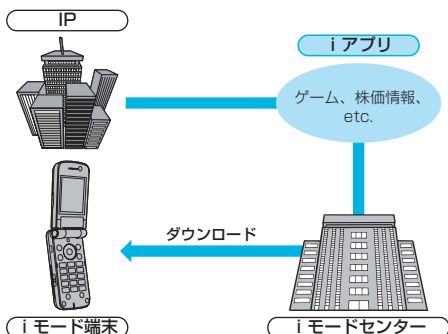 IP
iアプリ
ゲーム、株価情報、
etc.
ダウンロード
iモード端末
iモードセンター